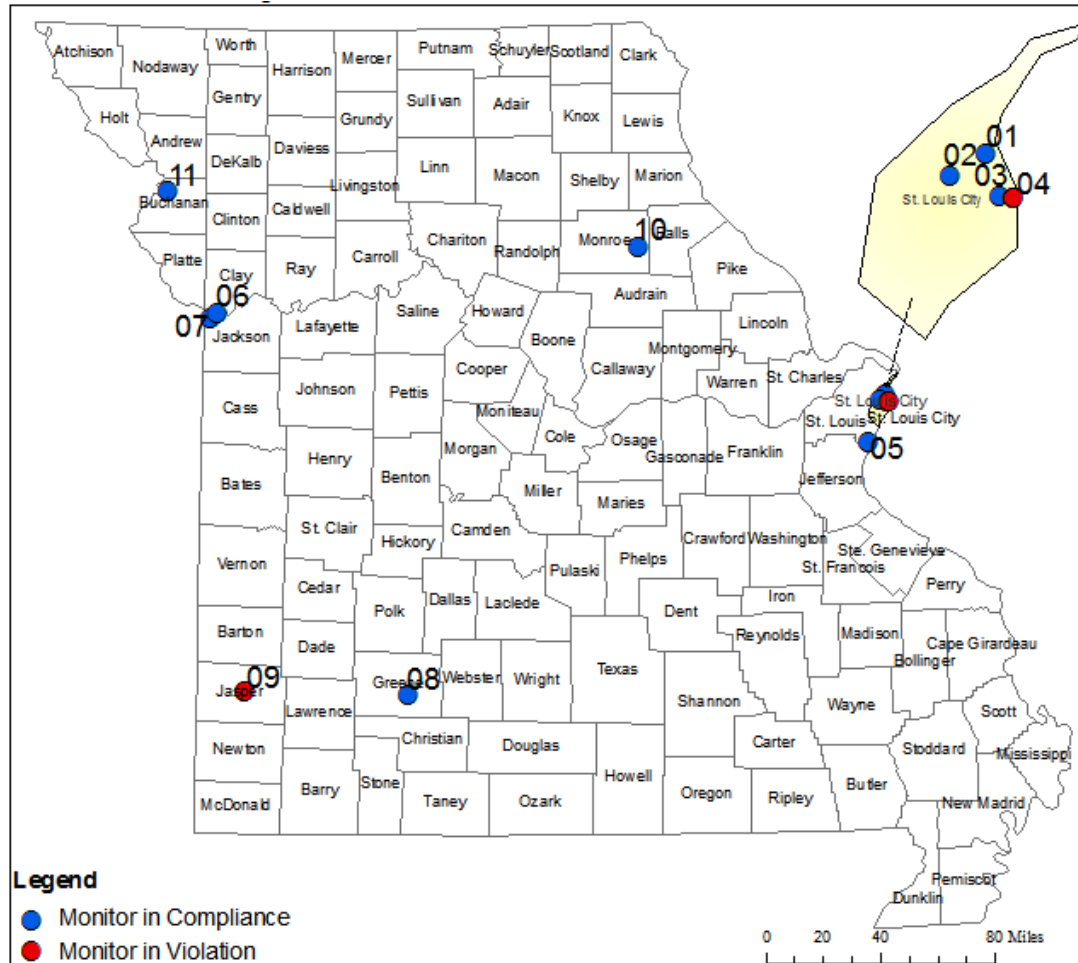 Atchison
Nodaway
Worth
Harrison
Mercer
Putnam
Schuyler
Scotland
Clark
Holt
Gentry
Grundy
Sullivan
Adair
Knox
Lewis
Andrew
DeKalb
Daviess
Linn
Macon
Shelby
Marion
11
Buchanan
Clinton
Caldwell
Livingston
Chariton
Randolph
Monroe
10
Ralls
Platte
Clay
Ray
Carroll
Pike
06
07
Jackson
Lafayette
Saline
Howard
Boone
Audrain
Lincoln
Cass
Johnson
Pettis
Cooper
Moniteau
Callaway
Montgomery
Warren
St. Charles
St. Louis City
St. Louis
St. Louis City
05
Bates
Henry
Benton
Morgan
Cole
Miller
Osage
Maries
Gasconade
Franklin
Jefferson
Vernon
St. Clair
Hickory
Camden
Pulaski
Phelps
Crawford
Washington
Ste. Genevieve
St. Francois
Perry
Cedar
Polk
Dallas
Laclede
Dent
Iron
Barton
Dade
Reynolds
Madison
Bollinger
Cape Girardeau
Jasper
09
Lawrence
Greene
08
Webster
Wright
Texas
Shannon
Wayne
Scott
Newton
Christian
Douglas
Carter
Stoddard
Mississippi
McDonald
Barry
Stone
Taney
Ozark
Howell
Oregon
Ripley
Butler
New Madrid
Pemiscot
Dunklin
01
02
03
04
St. Louis City
Legend
Monitor in Compliance
Monitor in Violation
0 20 40 80 Miles